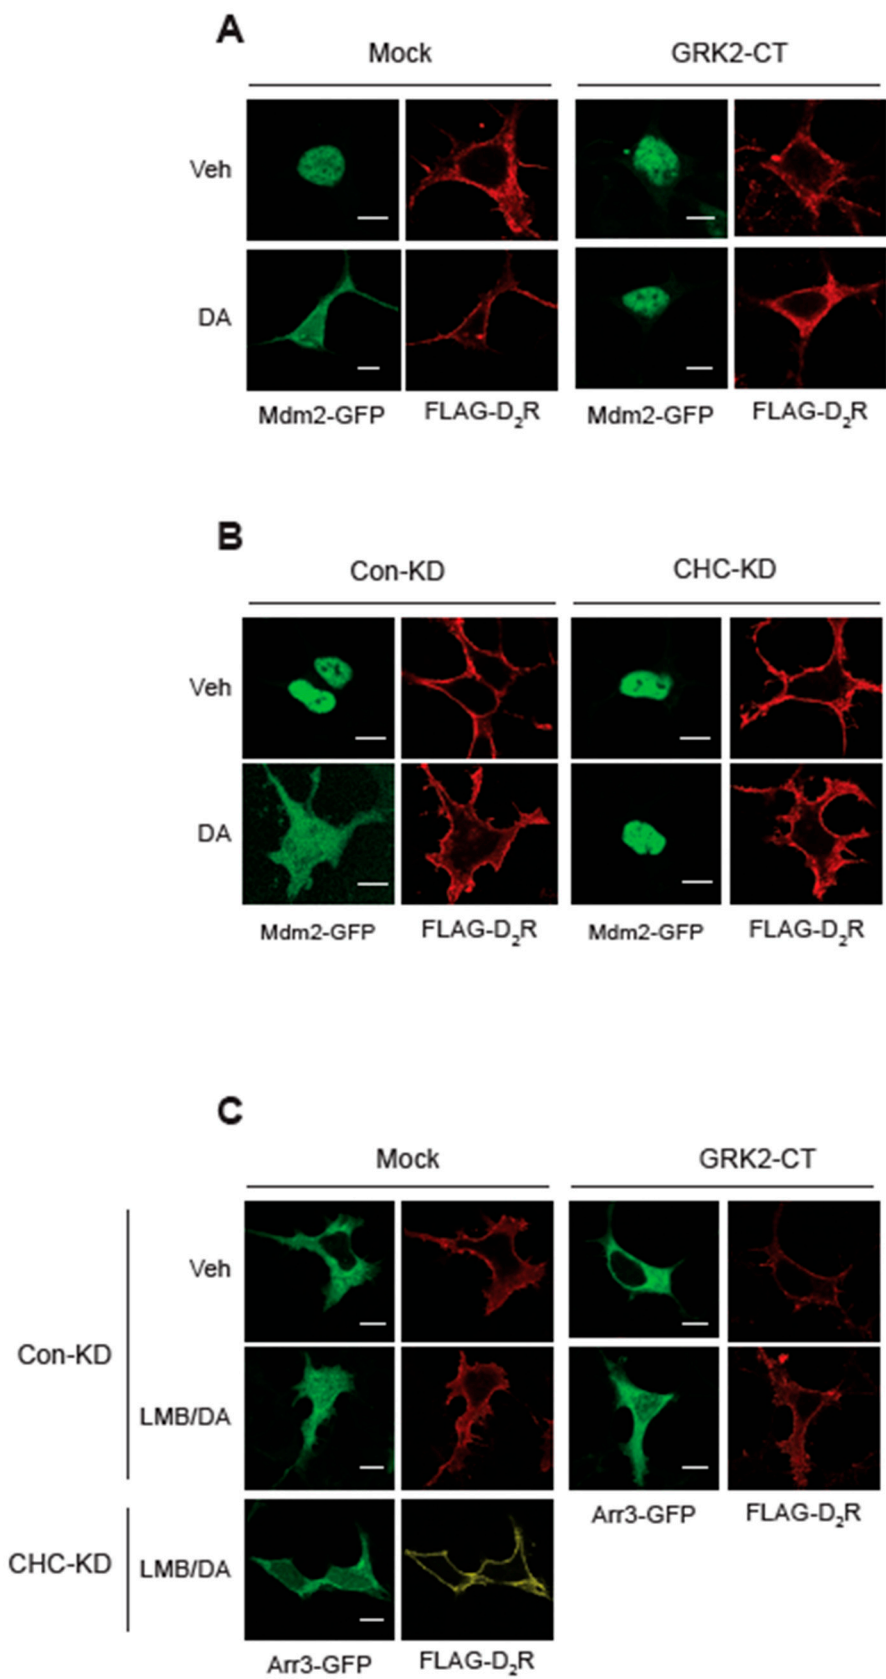 A
Mock GRK2-CT
Veh
DA
Mdm2-GFP FLAG-D₂R Mdm2-GFP FLAG-D₂R
B
Con-KD CHC-KD
Veh
DA
Mdm2-GFP FLAG-D₂R Mdm2-GFP FLAG-D₂R
C
Mock GRK2-CT
Veh
Con-KD
LMB/DA
Arr3-GFP FLAG-D₂R
CHC-KD LMB/DA
Arr3-GFP FLAG-D₂R